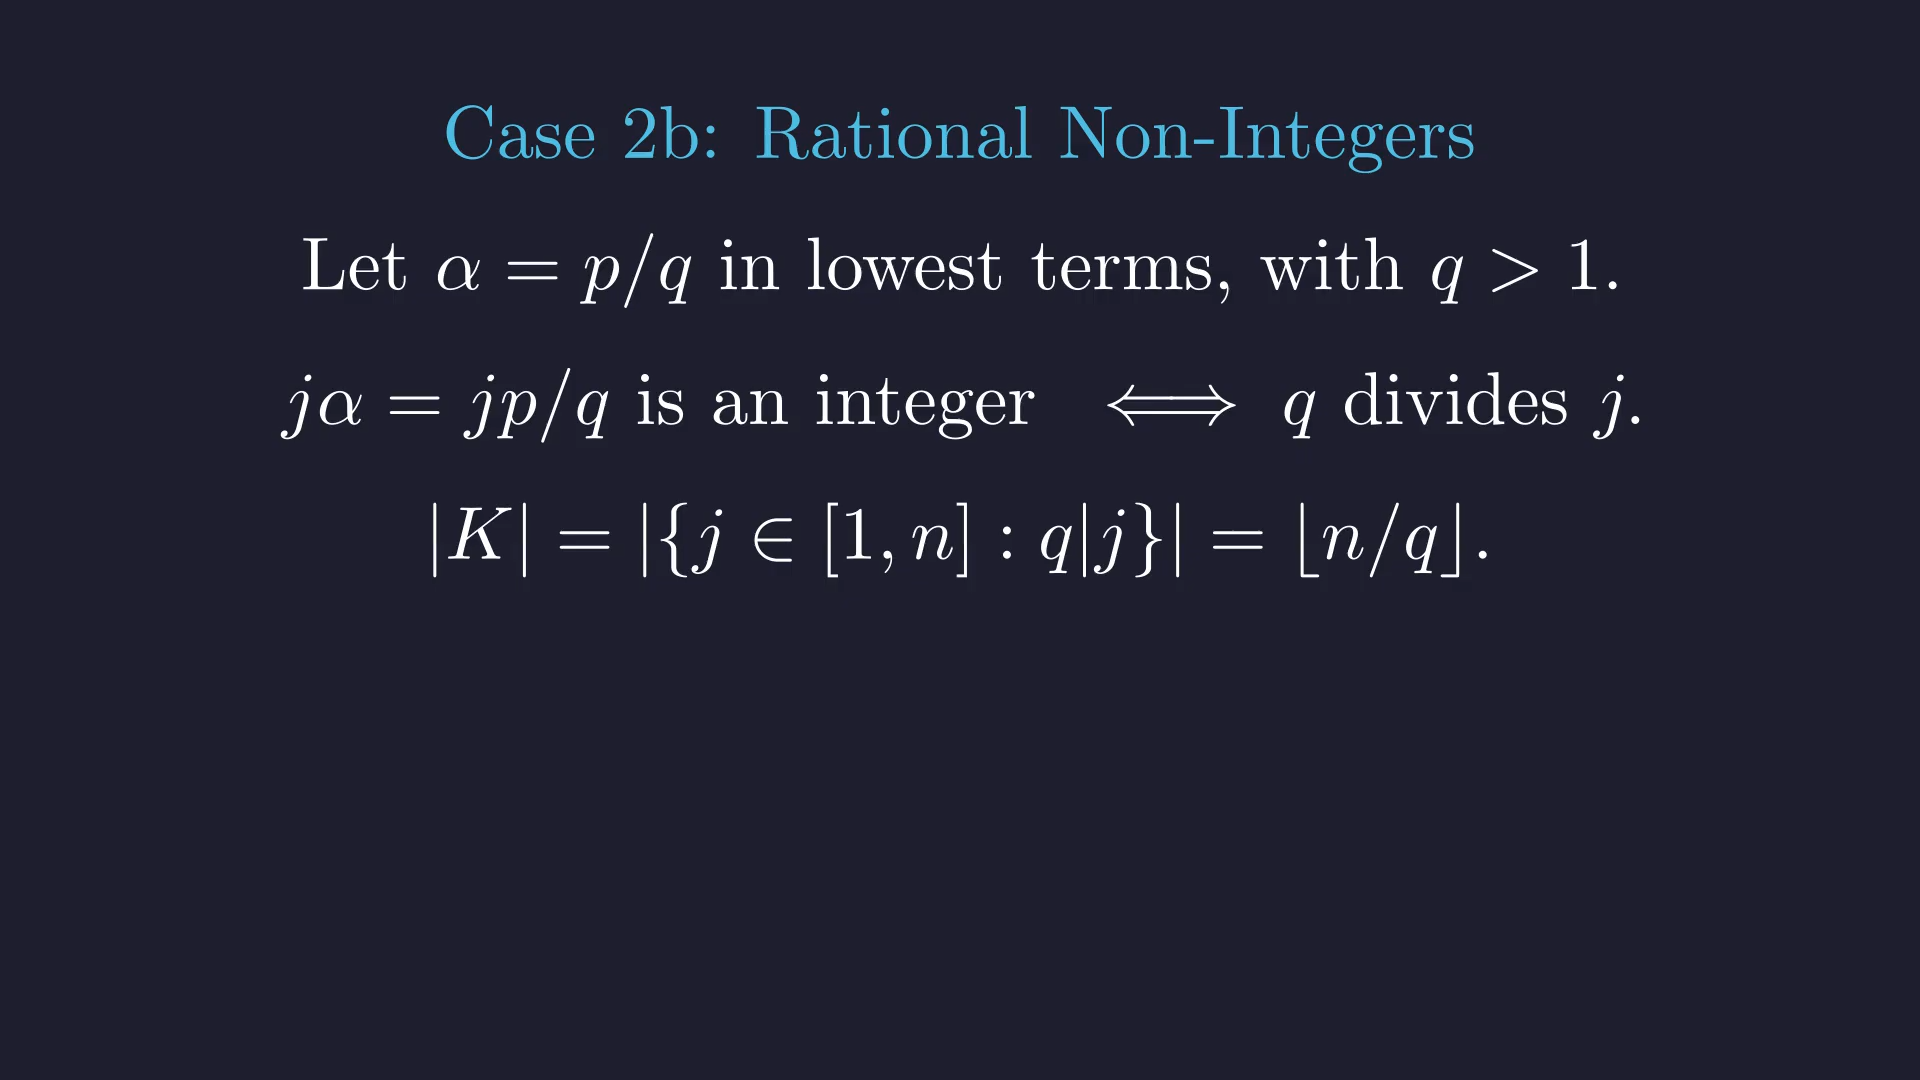 Case 2b: Rational Non-Integers
Let α = p/q in lowest terms, with q > 1.
jα = jp/q is an integer ⟺ q divides j.
|K| = |{j ∈ [1, n] : q|j}| = ⌊n/q⌋.